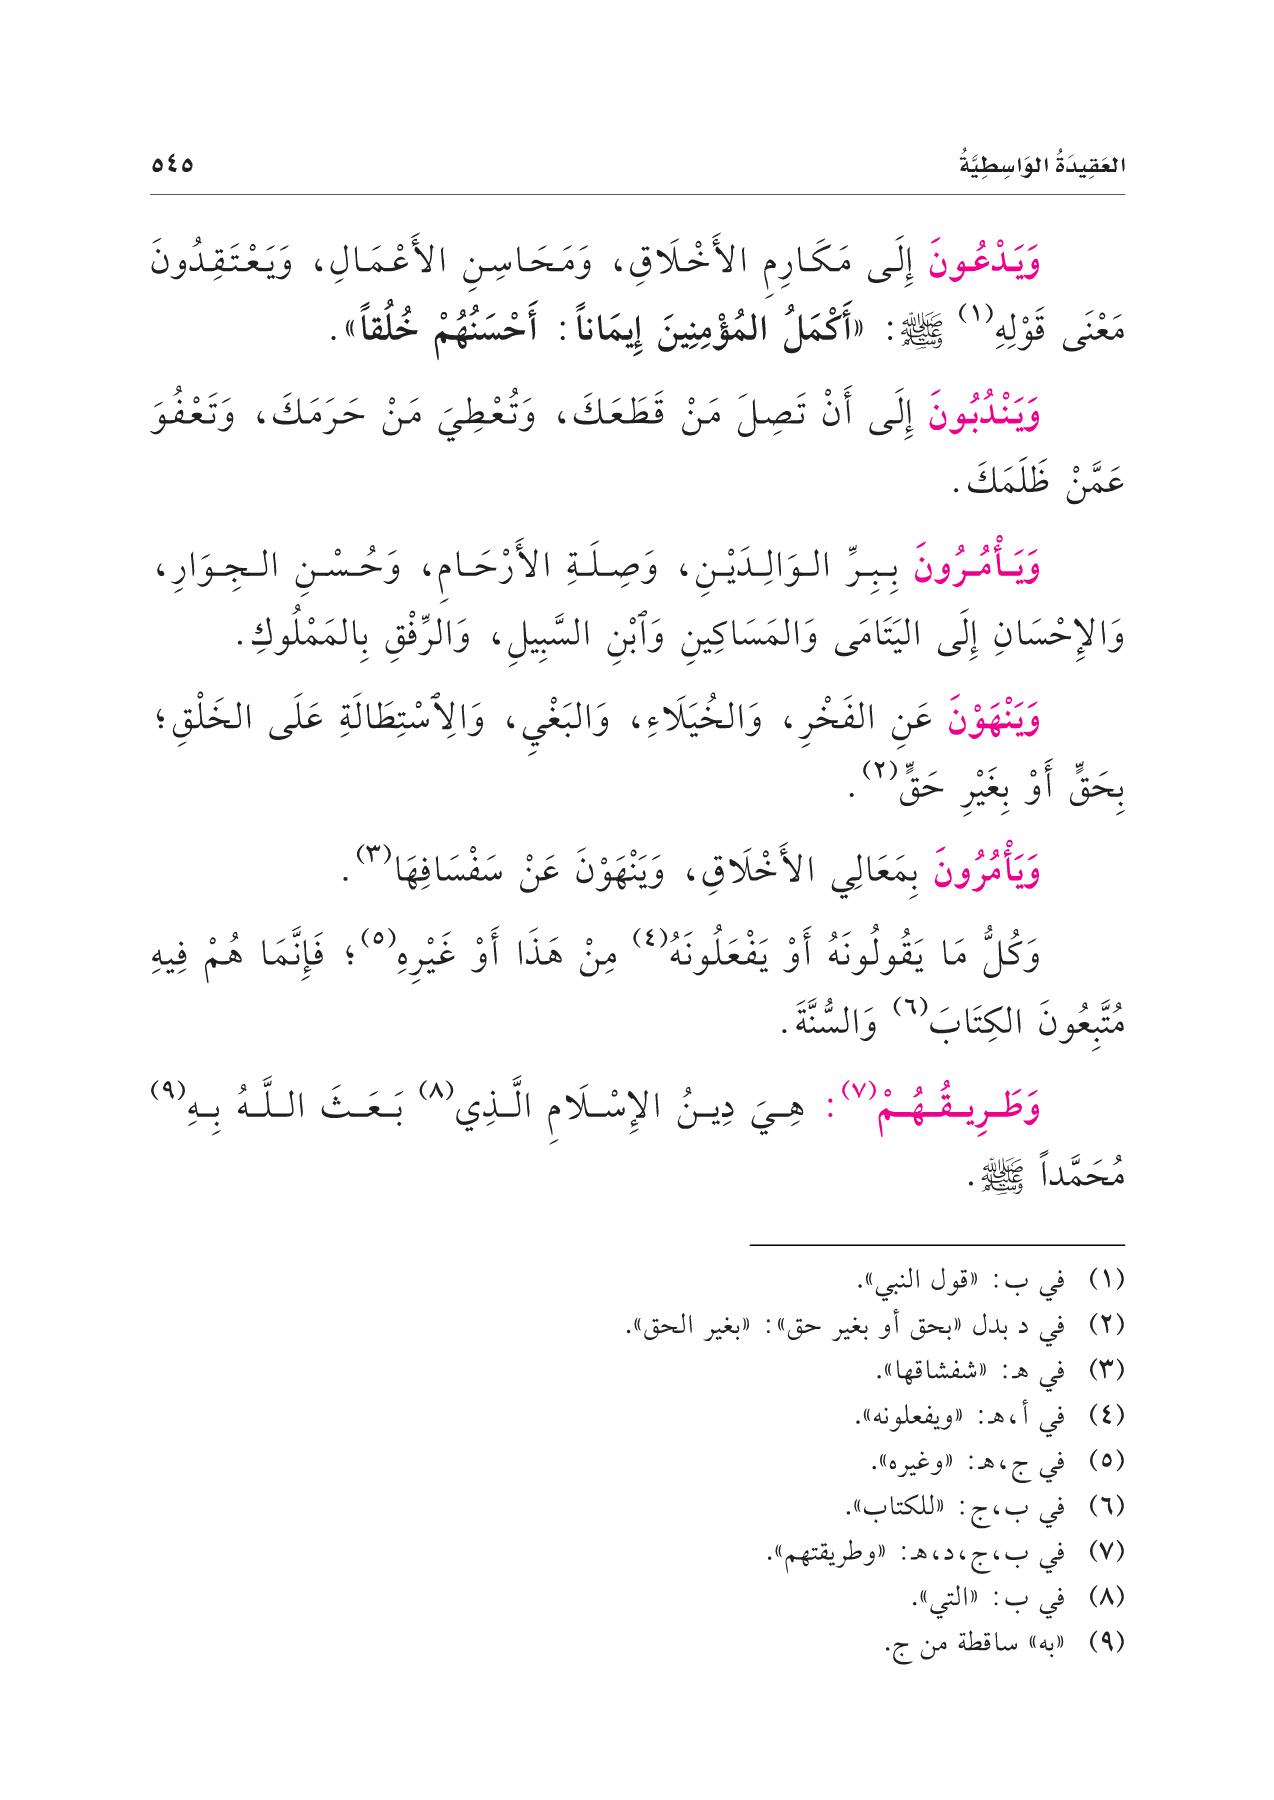 العَقِيدَةُ الوَاسِطِيَّةُ ٥٤٥
وَيَدْعُونَ إِلَى مَكَارِمِ الأَخْلَاقِ، وَمَحَاسِنِ الأَعْمَالِ، وَيَعْتَقِدُونَ
مَعْنَى قَوْلِهِ(١) ﷺ: «أَكْمَلُ المُؤْمِنِينَ إِيمَاناً: أَحْسَنُهُمْ خُلُقاً».
وَيَنْدُبُونَ إِلَى أَنْ تَصِلَ مَنْ قَطَعَكَ، وَتُعْطِيَ مَنْ حَرَمَكَ، وَتَعْفُوَ
عَمَّنْ ظَلَمَكَ.
وَيَأْمُرُونَ بِبِرِّ الوَالِدَيْنِ، وَصِلَةِ الأَرْحَامِ، وَحُسْنِ الجِوَارِ،
وَالإِحْسَانِ إِلَى اليَتَامَى وَالمَسَاكِينِ وَٱبْنِ السَّبِيلِ، وَالرِّفْقِ بِالمَمْلُوكِ.
وَيَنْهَوْنَ عَنِ الفَخْرِ، وَالخُيَلَاءِ، وَالبَغْيِ، وَالِٱسْتِطَالَةِ عَلَى الخَلْقِ؛
بِحَقٍّ أَوْ بِغَيْرِ حَقٍّ(٢).
وَيَأْمُرُونَ بِمَعَالِي الأَخْلَاقِ، وَيَنْهَوْنَ عَنْ سَفْسَافِهَا(٣).
وَكُلُّ مَا يَقُولُونَهُ أَوْ يَفْعَلُونَهُ(٤) مِنْ هَذَا أَوْ غَيْرِهِ(٥)؛ فَإِنَّمَا هُمْ فِيهِ
مُتَّبِعُونَ الكِتَابَ(٦) وَالسُّنَّةَ.
وَطَرِيقُهُمْ(٧): هِيَ دِينُ الإِسْلَامِ الَّذِي(٨) بَعَثَ اللَّهُ بِهِ(٩)
مُحَمَّداً ﷺ.
(١) في ب: «قول النبي».
(٢) في د بدل «بحق أو بغير حق»: «بغير الحق».
(٣) في هـ: «شفشاقها».
(٤) في أ، هـ: «ويفعلونه».
(٥) في ج، هـ: «وغيره».
(٦) في ب، ج: «للكتاب».
(٧) في ب، ج، د، هـ: «وطريقتهم».
(٨) في ب: «التي».
(٩) «به» ساقطة من ج.